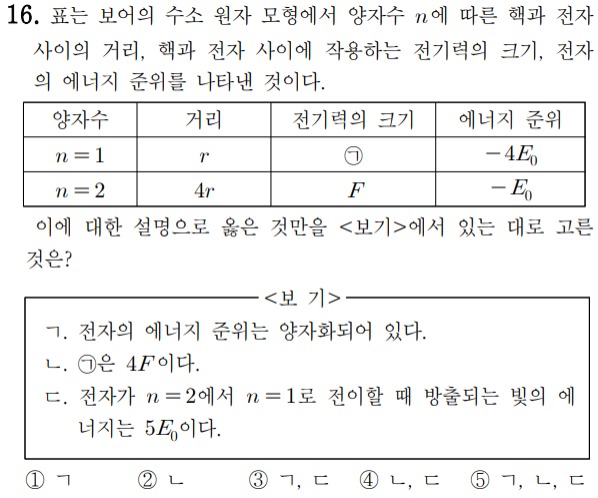 16. 표는 보어의 수소 원자 모형에서 양자수 n에 따른 핵과 전자
사이의 거리, 핵과 전자 사이에 작용하는 전기력의 크기, 전자
의 에너지 준위를 나타낸 것이다.
양자수 거리 전기력의 크기 에너지 준위
n=1 r ㉠ −4E₀
n=2 4r F −E₀
이에 대한 설명으로 옳은 것만을 <보기>에서 있는 대로 고른
것은?
<보 기>
ㄱ. 전자의 에너지 준위는 양자화되어 있다.
ㄴ. ㉠은 4F이다.
ㄷ. 전자가 n=2에서 n=1로 전이할 때 방출되는 빛의 에
너지는 5E₀이다.
① ㄱ ② ㄴ ③ ㄱ, ㄷ ④ ㄴ, ㄷ ⑤ ㄱ, ㄴ, ㄷ